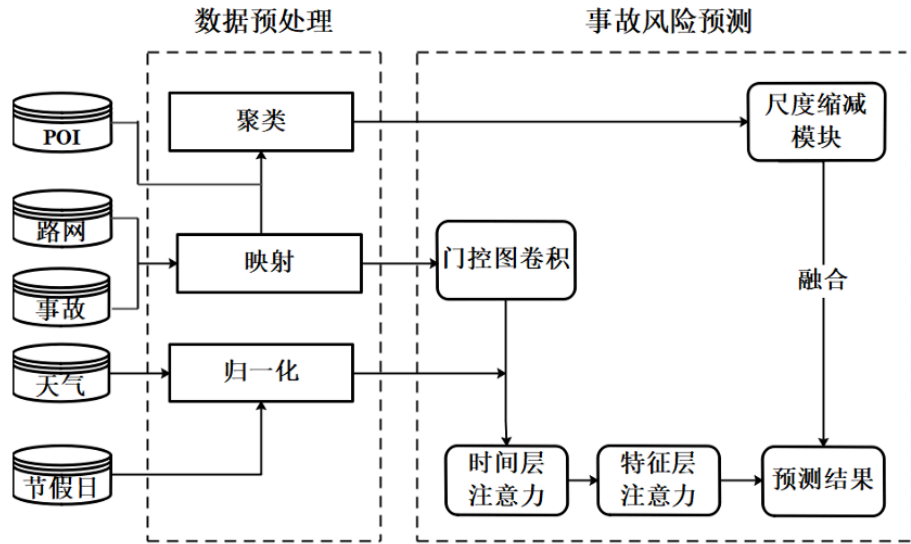 数据预处理
事故风险预测
POI
聚类
尺度缩减
模块
路网
映射
门控图卷积
事故
融合
天气
归一化
节假日
时间层
注意力
特征层
注意力
预测结果